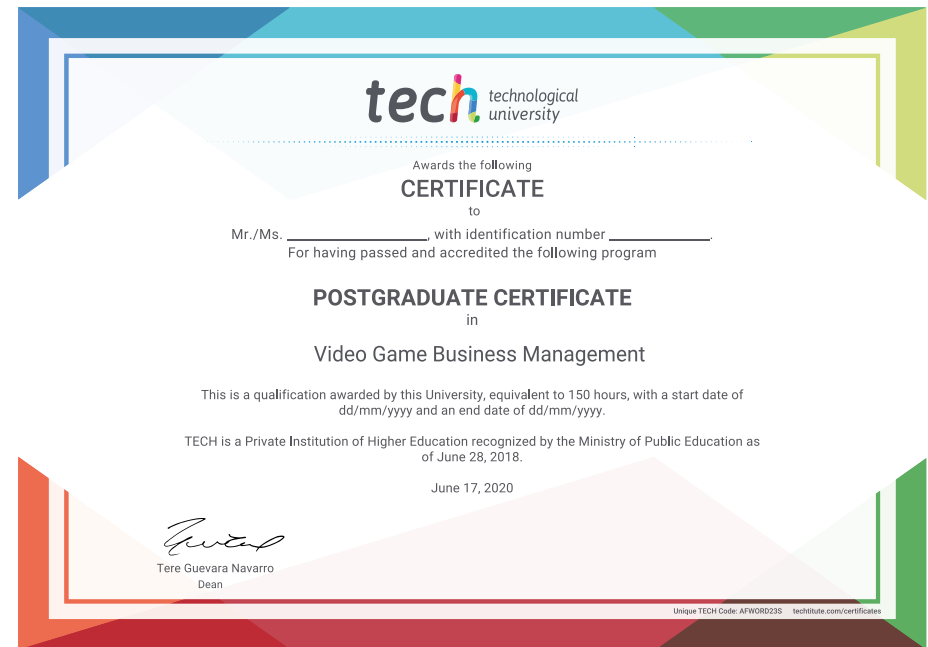 tech technological
university
Awards the following
CERTIFICATE
to
Mr./Ms. ____________________, with identification number ______________.
For having passed and accredited the following program
POSTGRADUATE CERTIFICATE
in
Video Game Business Management
This is a qualification awarded by this University, equivalent to 150 hours, with a start date of
dd/mm/yyyy and an end date of dd/mm/yyyy.
TECH is a Private Institution of Higher Education recognized by the Ministry of Public Education as
of June 28, 2018.
June 17, 2020
Tere Guevara Navarro
Dean
Unique TECH Code: AFWORD23S techtitute.com/certificates